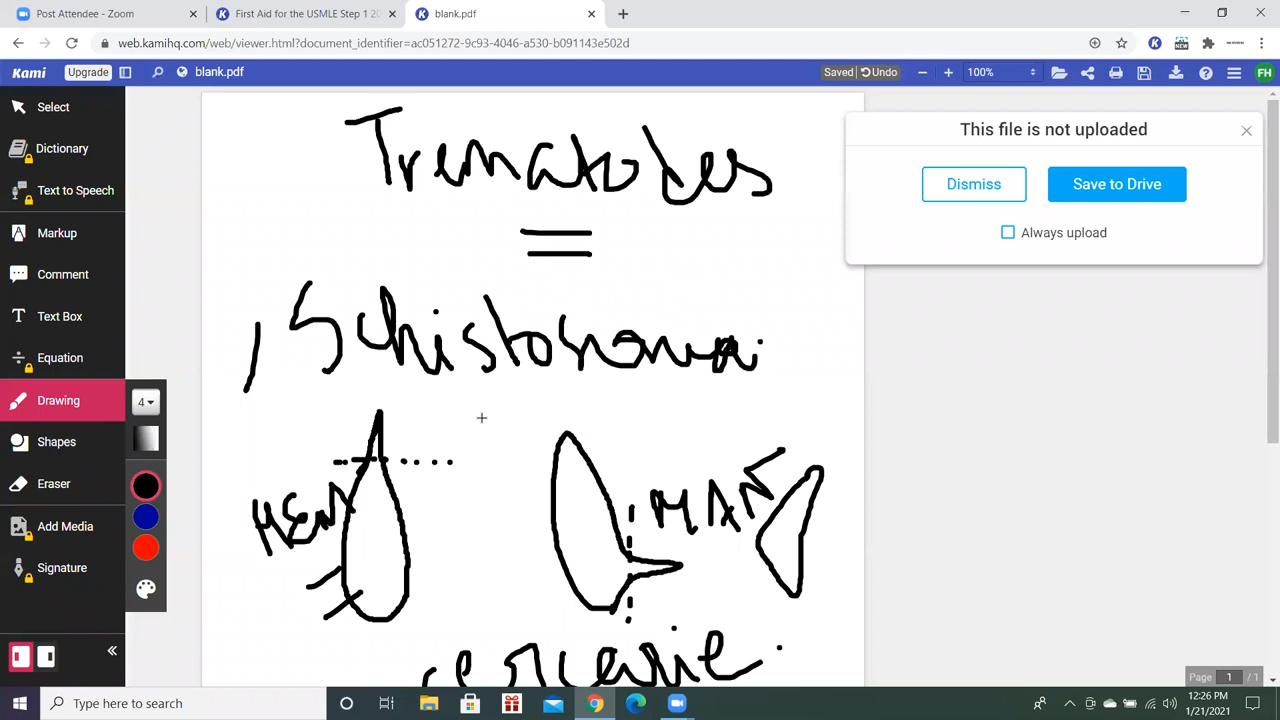 Post Attendee - Zoom
First Aid for the USMLE Step 1 20
blank.pdf
web.kamihq.com/web/viewer.html?document_identifier=ac051272-9c93-4046-a530-b091143e502d
Kami Upgrade blank.pdf Saved Undo 100% FH
Select
Dictionary
Text to Speech
Markup
Comment
Text Box
Equation
Drawing
Shapes
Eraser
Add Media
Signature
4
Trematodes
Schistosoma
MAN
This file is not uploaded
Dismiss Save to Drive
Always upload
Page 1 / 1
Type here to search
12:26 PM
1/21/2021